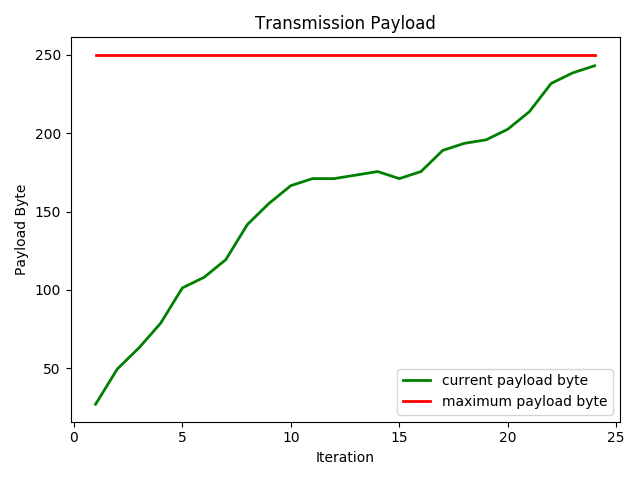 Transmission Payload
250
200
150
100
50
Payload Byte
0
5
10
15
20
25
Iteration
current payload byte
maximum payload byte